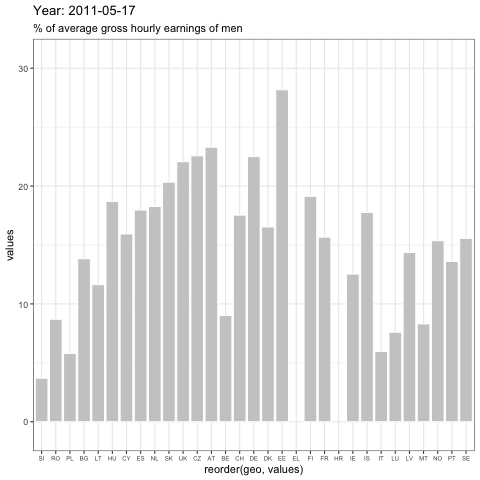 Year: 2011-05-17
% of average gross hourly earnings of men
30
20
10
0
values
SI RO PL BG LT HU CY ES NL SK UK CZ AT BE CH DE DK EE EL FI FR HR IE IS IT LU LV MT NO PT SE
reorder(geo, values)